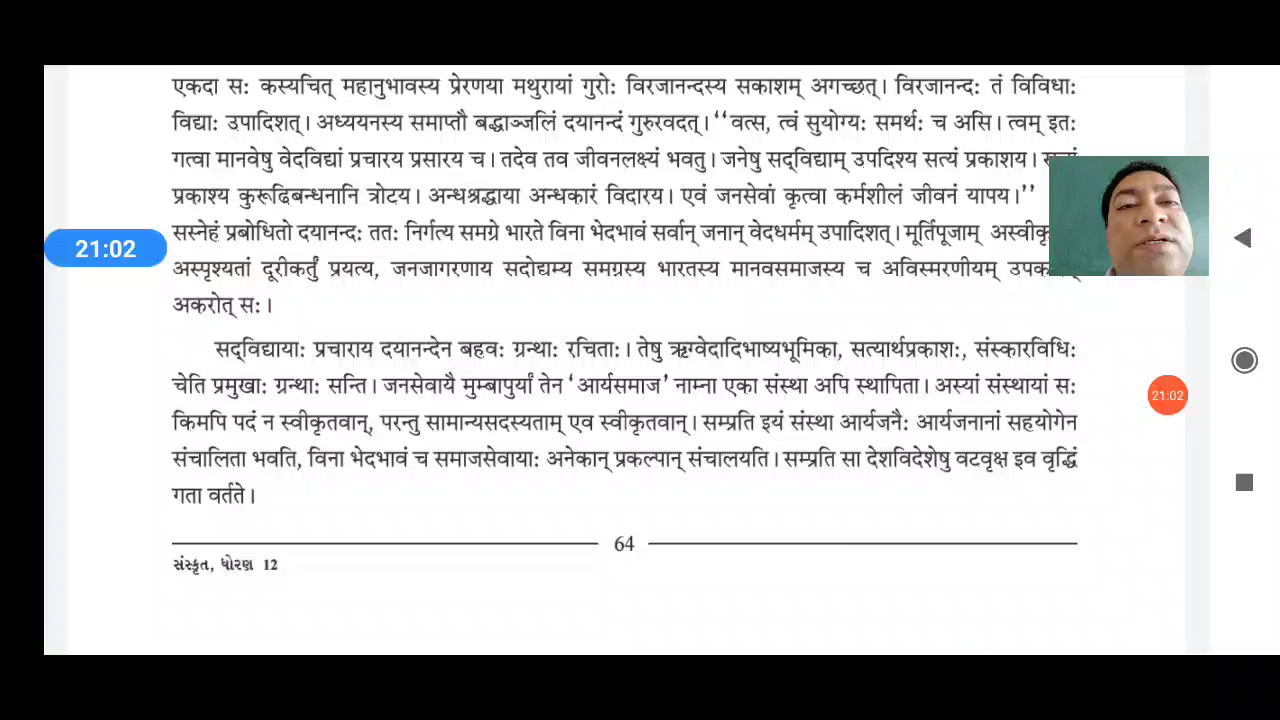 एकदा सः कस्यचित् महानुभावस्य प्रेरणया मथुरायां गुरोः विरजानन्दस्य सकाशम् अगच्छत्। विरजानन्दः तं विविधाः
विद्याः उपादिशत्। अध्ययनस्य समाप्तौ बद्धाञ्जलिं दयानन्दं गुरुरवदत्। “वत्स, त्वं सुयोग्यः समर्थः च असि। त्वम् इतः
गत्वा मानवेषु वेदविद्यां प्रचारय प्रसारय च। तदेव तव जीवनलक्ष्यं भवतु। जनेषु सद्विद्याम् उपदिश्य सत्यं प्रकाशय।
प्रकाश्य कुरूढिबन्धनानि त्रोटय। अन्धश्रद्धाया अन्धकारं विदारय। एवं जनसेवां कृत्वा कर्मशीलं जीवनं यापय।”
21:02
सस्नेहं प्रबोधितो दयानन्दः ततः निर्गत्य समग्रे भारते विना भेदभावं सर्वान् जनान् वेदधर्मम् उपादिशत्। मूर्तिपूजाम्
अस्पृश्यतां दूरीकर्तुं प्रयत्य, जनजागरणाय सदोद्यम्य समग्रस्य भारतस्य मानवसमाजस्य च अविस्मरणीयम्
अकरोत् सः।
सद्विद्यायाः प्रचाराय दयानन्देन बहवः ग्रन्थाः रचिताः। तेषु ऋग्वेदादिभाष्यभूमिका, सत्यार्थप्रकाशः, संस्कारविधिः
चेति प्रमुखाः ग्रन्थाः सन्ति। जनसेवायै मुम्बापुर्यां तेन ‘आर्यसमाज’ नाम्ना एका संस्था अपि स्थापिता। अस्यां संस्थायां सः
21:02
किमपि पदं न स्वीकृतवान्, परन्तु सामान्यसदस्यताम् एव स्वीकृतवान्। सम्प्रति इयं संस्था आर्यजनैः आर्यजनानां सहयोगेन
संचालिता भवति, विना भेदभावं च समाजसेवायाः अनेकान् प्रकल्पान् संचालयति। सम्प्रति सा देशविदेशेषु वटवृक्ष इव वृद्धिं
गता वर्तते।
64
સંસ્કૃત, ધોરણ 12